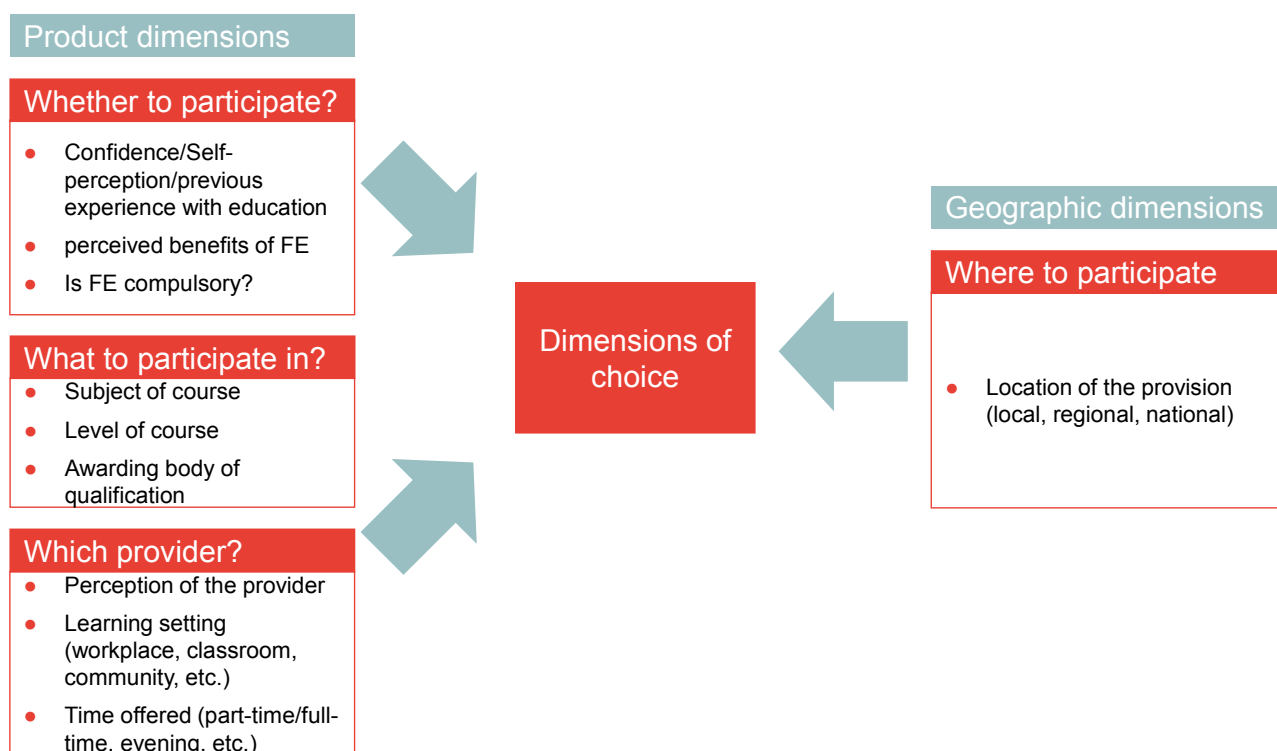 Product dimensions
Whether to participate?
● Confidence/Self-
perception/previous
experience with education
● perceived benefits of FE
● Is FE compulsory?
What to participate in?
● Subject of course
● Level of course
● Awarding body of
qualification
Which provider?
● Perception of the provider
● Learning setting
(workplace, classroom,
community, etc.)
● Time offered (part-time/full-
time, evening, etc.)
Dimensions of
choice
Geographic dimensions
Where to participate
● Location of the provision
(local, regional, national)